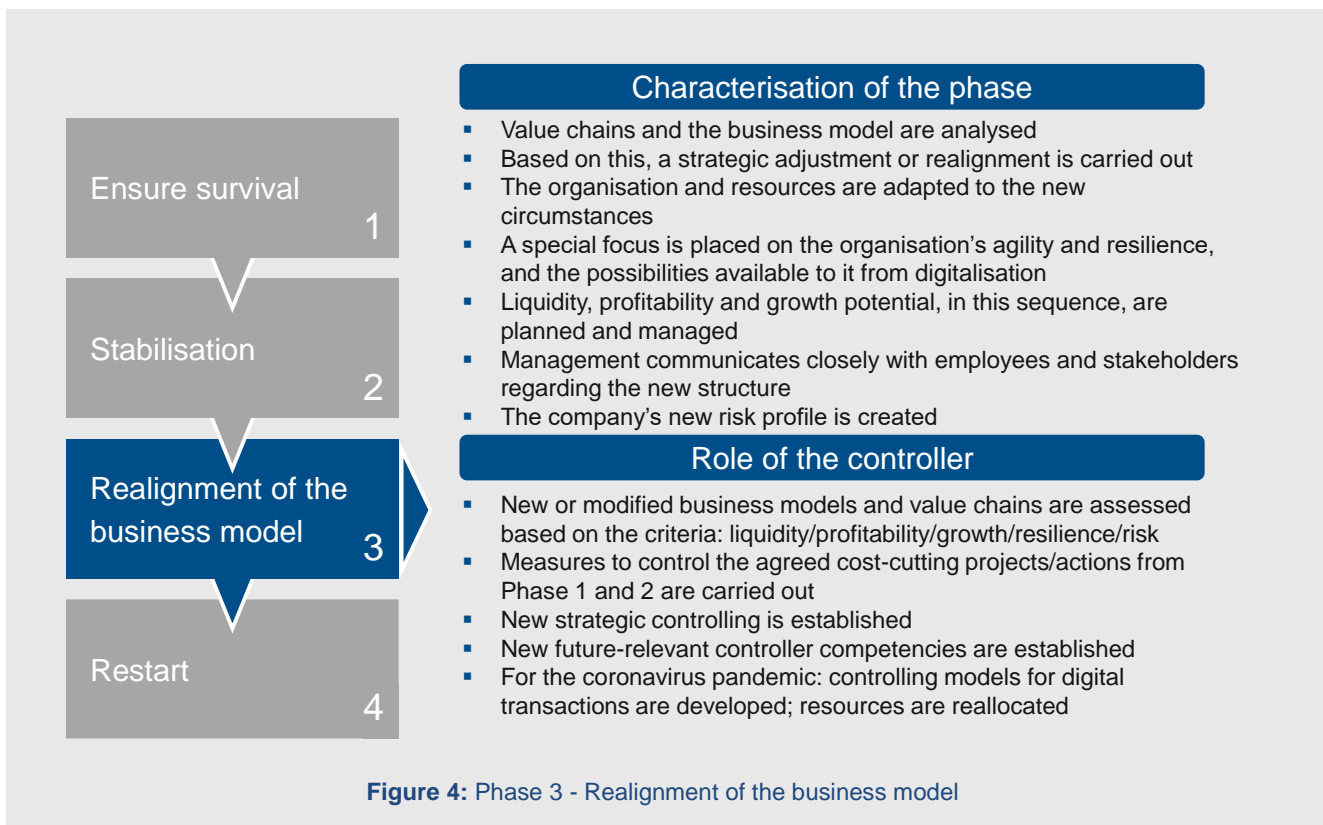 Ensure survival
1
Stabilisation
2
Realignment of the
business model
3
Restart
4
Characterisation of the phase
▪ Value chains and the business model are analysed
▪ Based on this, a strategic adjustment or realignment is carried out
▪ The organisation and resources are adapted to the new
circumstances
▪ A special focus is placed on the organisation's agility and resilience,
and the possibilities available to it from digitalisation
▪ Liquidity, profitability and growth potential, in this sequence, are
planned and managed
▪ Management communicates closely with employees and stakeholders
regarding the new structure
▪ The company's new risk profile is created
Role of the controller
▪ New or modified business models and value chains are assessed
based on the criteria: liquidity/profitability/growth/resilience/risk
▪ Measures to control the agreed cost-cutting projects/actions from
Phase 1 and 2 are carried out
▪ New strategic controlling is established
▪ New future-relevant controller competencies are established
▪ For the coronavirus pandemic: controlling models for digital
transactions are developed; resources are reallocated
Figure 4: Phase 3 - Realignment of the business model